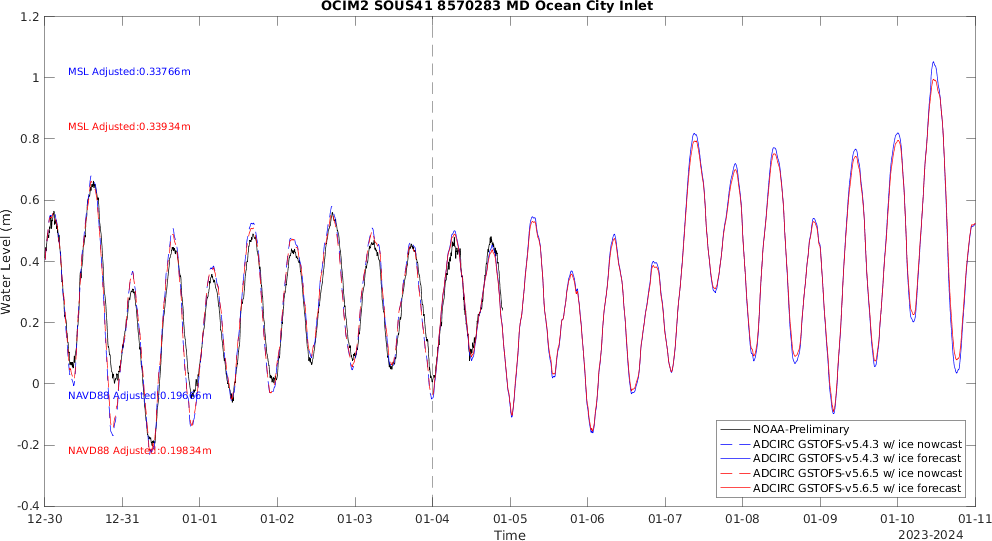 OCIM2 SOUS41 8570283 MD Ocean City Inlet
1.2
1
0.8
0.6
0.4
0.2
0
-0.2
-0.4
Water Level (m)
MSL Adjusted:0.33766m
MSL Adjusted:0.33934m
NAVD88 Adjusted:0.19666m
NAVD88 Adjusted:0.19834m
NOAA-Preliminary
ADCIRC GSTOFS-v5.4.3 w/ ice nowcast
ADCIRC GSTOFS-v5.4.3 w/ ice forecast
ADCIRC GSTOFS-v5.6.5 w/ ice nowcast
ADCIRC GSTOFS-v5.6.5 w/ ice forecast
12-30 12-31 01-01 01-02 01-03 01-04 01-05 01-06 01-07 01-08 01-09 01-10 01-11
Time
2023-2024